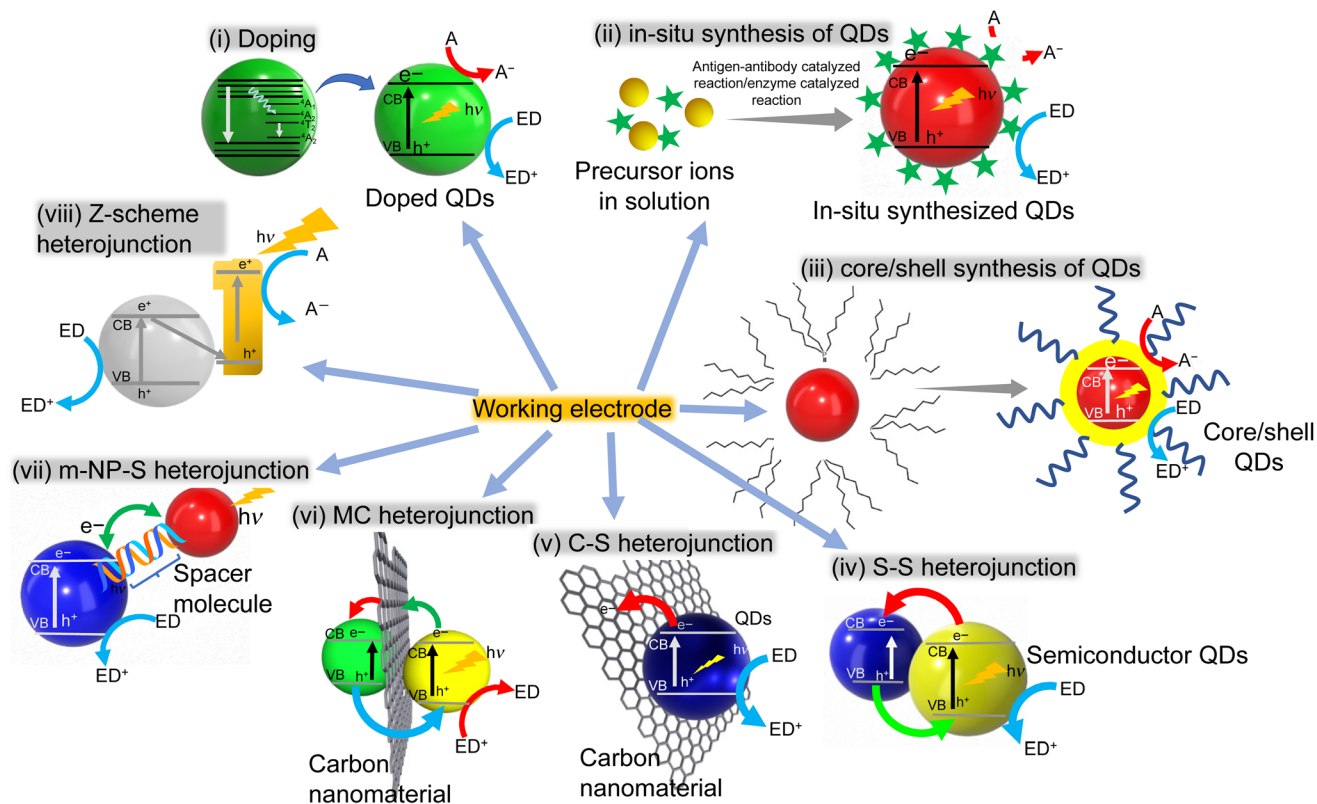 (i) Doping
e−
CB
VB
h⁺
hν
A
A⁻
ED
ED⁺
⁴A₂
⁴T₂
⁴A₂
Doped QDs
(ii) in-situ synthesis of QDs
Antigen-antibody catalyzed
reaction/enzyme catalyzed
reaction
Precursor ions
in solution
A
A⁻
e−
CB
hν
VB
h⁺
ED
ED⁺
In-situ synthesized QDs
(viii) Z-scheme
heterojunction
hν
A
A⁻
e⁺
h⁺
e⁺
CB
VB
h⁺
ED
ED⁺
(iii) core/shell synthesis of QDs
P
A
A⁻
e−
CB
VB
h⁺
ED
ED⁺
Core/shell
QDs
Working electrode
(vii) m-NP-S heterojunction
e−
hν
e−
CB
hν
VB
h⁺
Spacer
molecule
ED
ED⁺
(vi) MC heterojunction
CB
e−
VB
h⁺
e−
CB
hν
VB
h⁺
ED
ED⁺
Carbon
nanomaterial
(v) C-S heterojunction
e−
QDs
e−
CB
hν
VB
h⁺
ED
ED⁺
Carbon
nanomaterial
(iv) S-S heterojunction
CB
e−
VB
h⁺
e−
CB
hν
VB
h⁺
Semiconductor QDs
ED
ED⁺